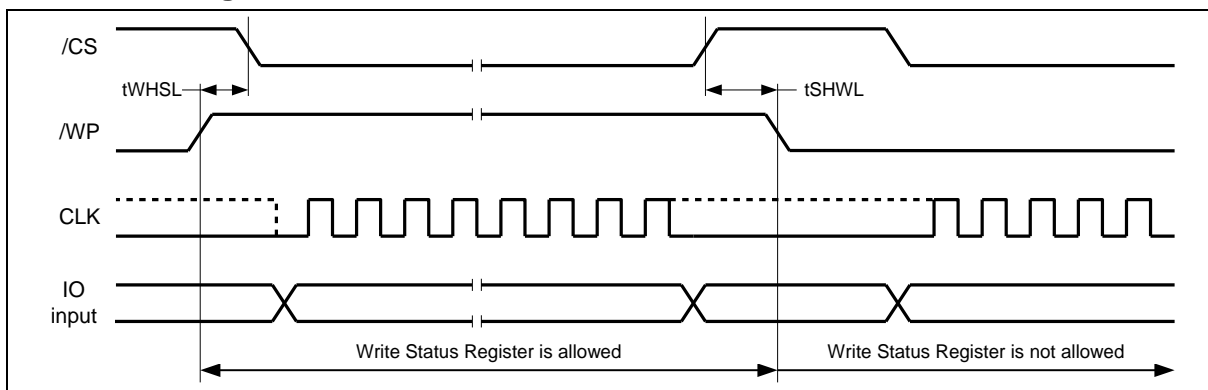 /CS
tWHSL
tSHWL
/WP
CLK
IO
input
Write Status Register is allowed
Write Status Register is not allowed